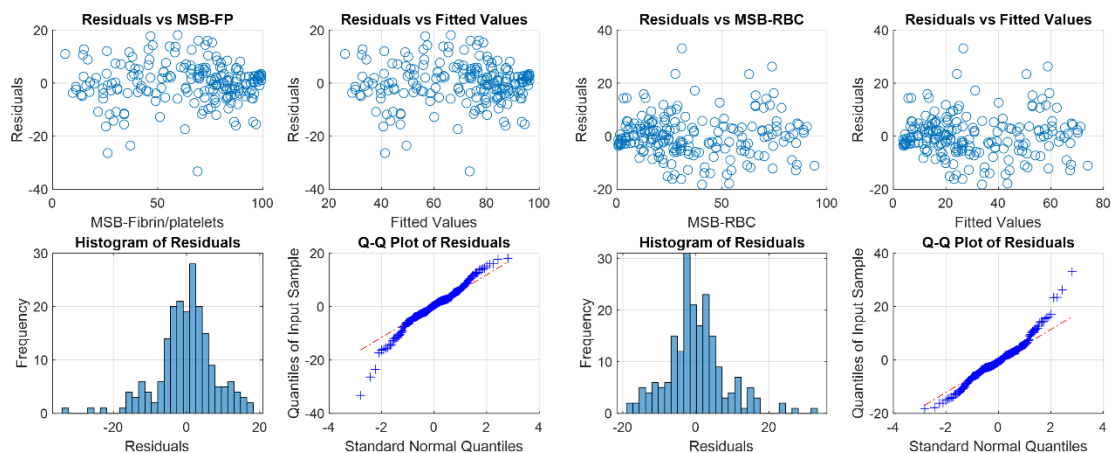 Residuals vs MSB-FP
Residuals
20
0
-20
-40
0
50
100
MSB-Fibrin/platelets
Residuals vs Fitted Values
Residuals
20
0
-20
-40
20
40
60
80
100
Fitted Values
Residuals vs MSB-RBC
Residuals
40
20
0
-20
0
50
100
MSB-RBC
Residuals vs Fitted Values
Residuals
40
20
0
-20
0
20
40
60
80
Fitted Values
Histogram of Residuals
Frequency
30
20
10
0
-20
0
20
Residuals
Q-Q Plot of Residuals
Quantiles of Input Sample
20
0
-20
-40
-4
-2
0
2
4
Standard Normal Quantiles
Histogram of Residuals
Frequency
30
20
10
0
-20
0
20
Residuals
Q-Q Plot of Residuals
Quantiles of Input Sample
40
20
0
-20
-4
-2
0
2
4
Standard Normal Quantiles